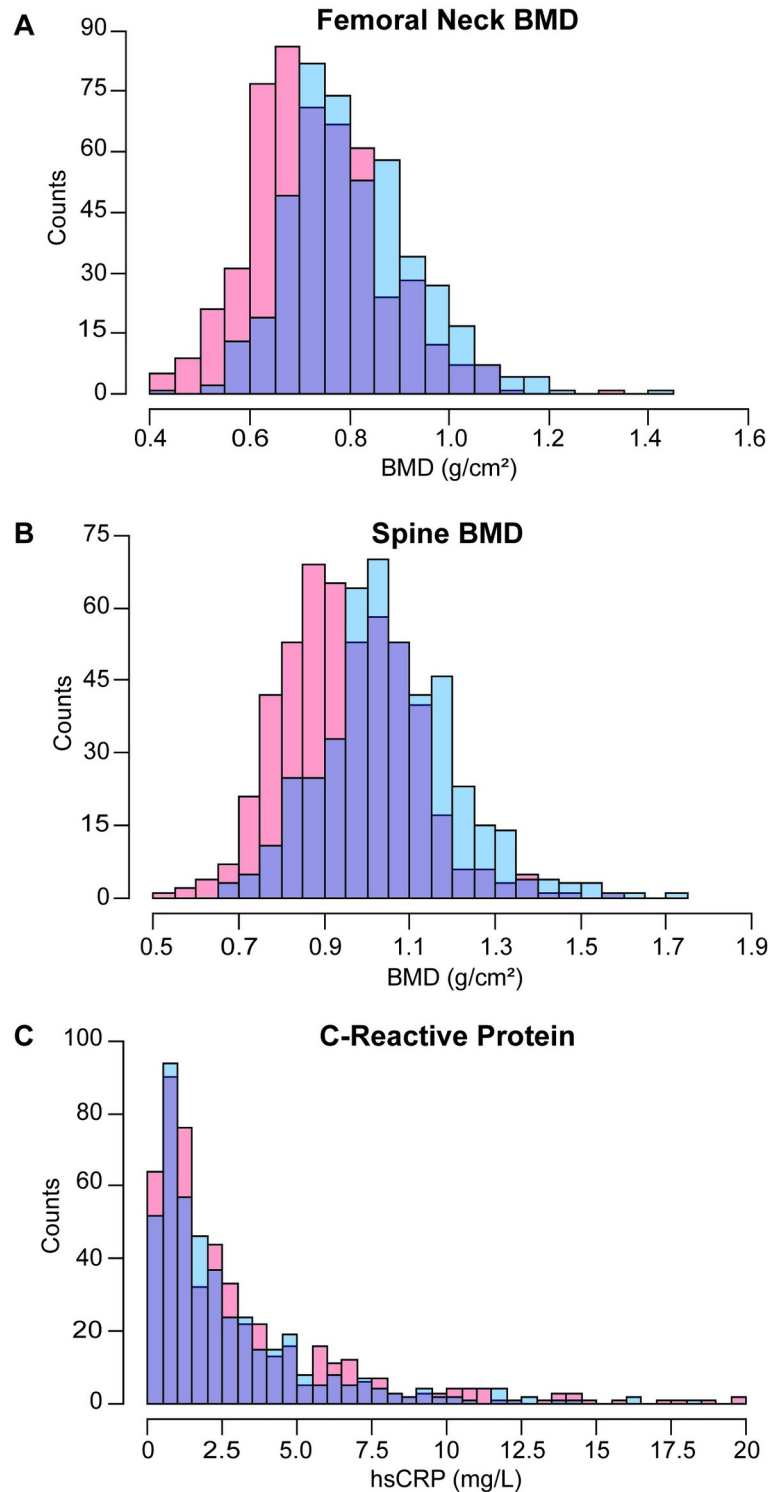 A
Femoral Neck BMD
90
75
60
45
30
15
0
Counts
0.4 0.6 0.8 1.0 1.2 1.4 1.6
BMD (g/cm²)
B
Spine BMD
75
60
45
30
15
0
Counts
0.5 0.7 0.9 1.1 1.3 1.5 1.7 1.9
BMD (g/cm²)
C
C-Reactive Protein
100
80
60
40
20
0
Counts
0 2.5 5.0 7.5 10 12.5 15 17.5 20
hsCRP (mg/L)